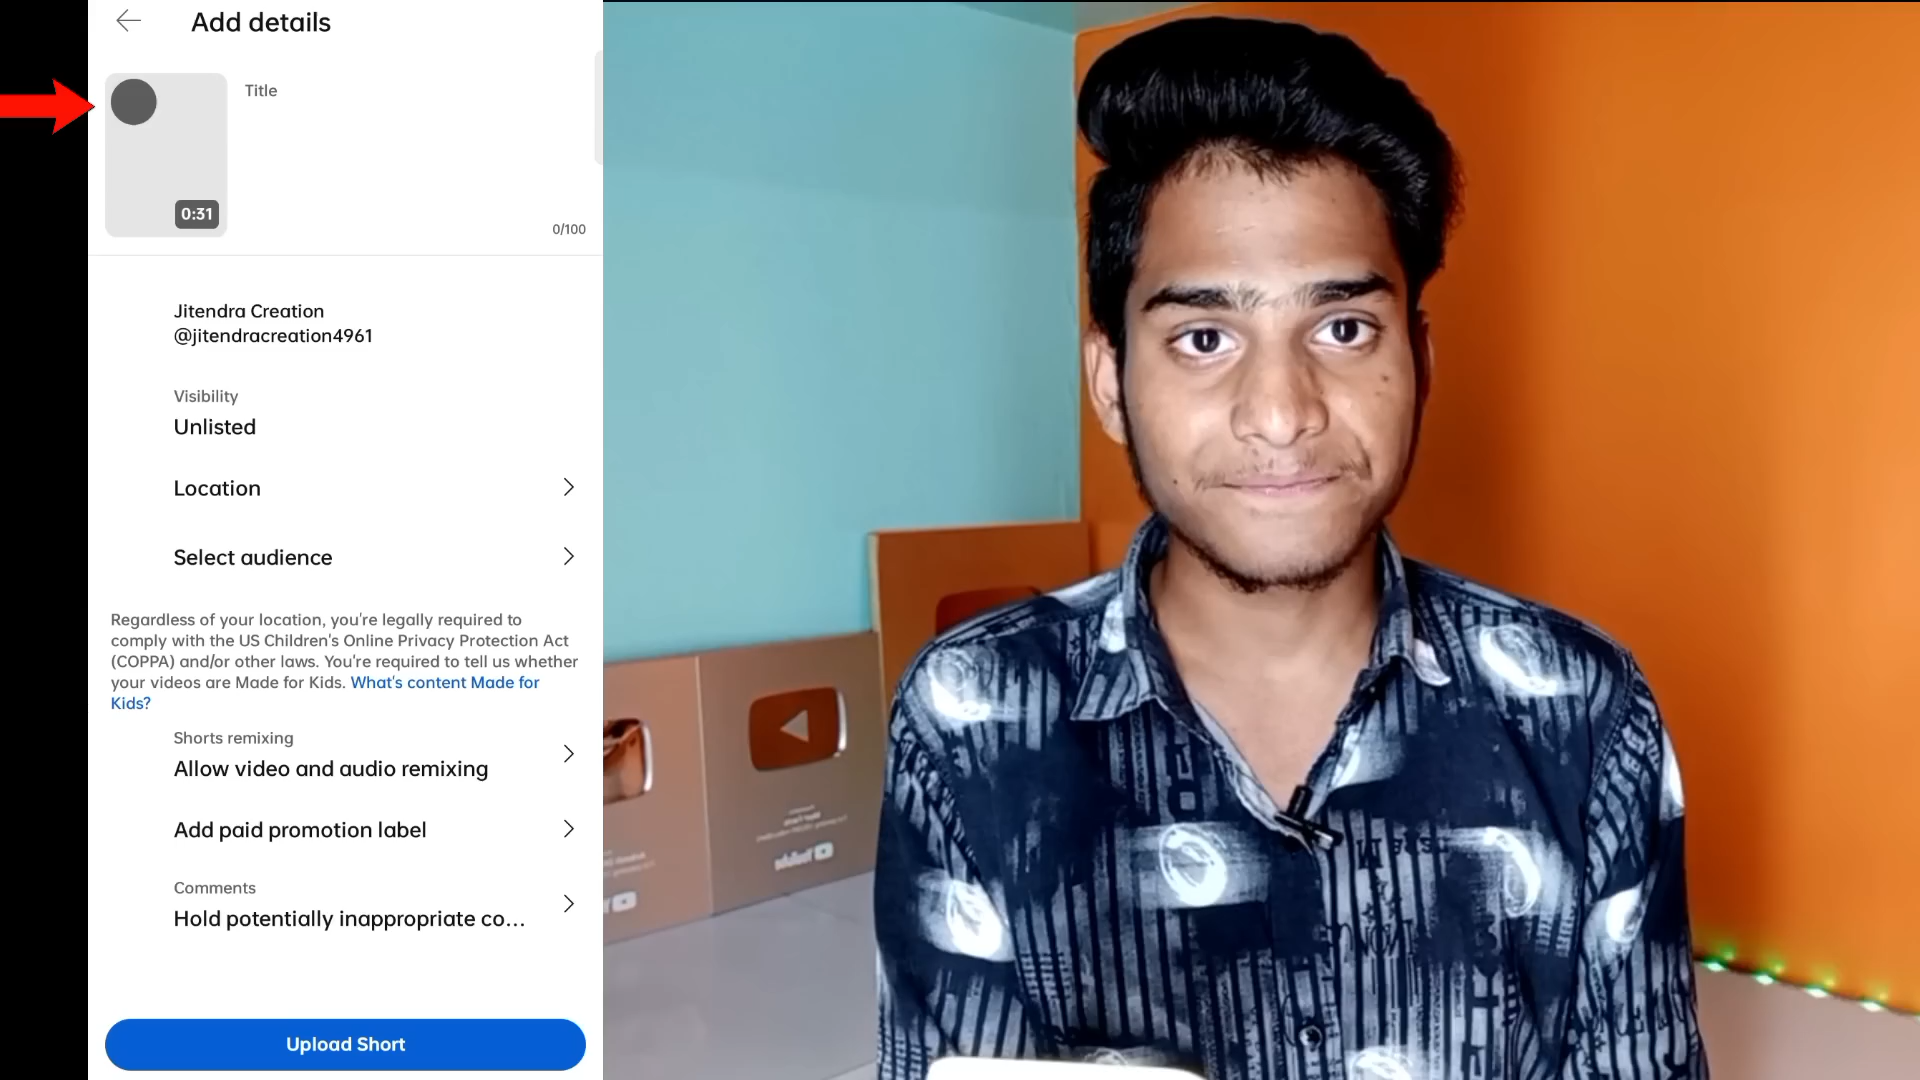 Add details
Title
0:31
0/100
Jitendra Creation
@jitendracreation4961
Visibility
Unlisted
Location
Select audience
Regardless of your location, you're legally required to
comply with the US Children's Online Privacy Protection Act
(COPPA) and/or other laws. You're required to tell us whether
your videos are Made for Kids. What's content Made for
Kids?
Shorts remixing
Allow video and audio remixing
Add paid promotion label
Comments
Hold potentially inappropriate co...
Upload Short